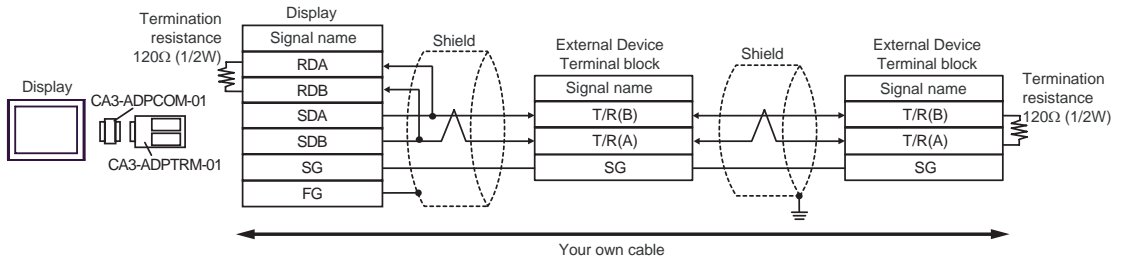 Display
CA3-ADPCOM-01
CA3-ADPTRM-01
Termination
resistance
120Ω (1/2W)
Display
Signal name
RDA
RDB
SDA
SDB
SG
FG
Shield
External Device
Terminal block
Signal name
T/R(B)
T/R(A)
SG
Shield
External Device
Terminal block
Signal name
T/R(B)
T/R(A)
SG
Termination
resistance
120Ω (1/2W)
Your own cable